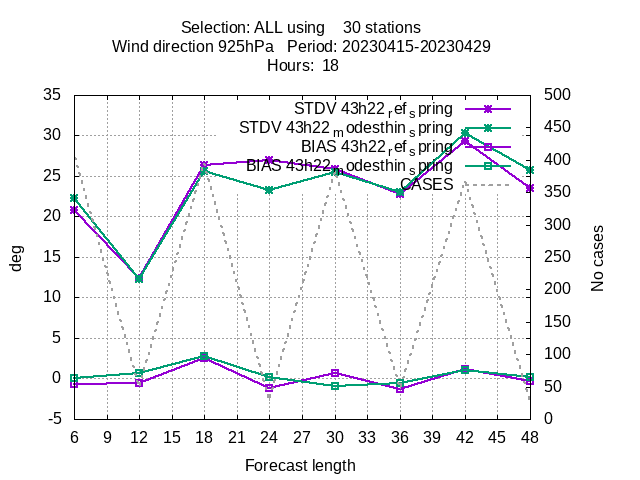 Selection: ALL using    30 stations
Wind direction 925hPa   Period: 20230415-20230429
Hours:  18
35
30
25
20
15
10
5
0
-5
500
450
400
350
300
250
200
150
100
50
0
STDV 43h22_ref_spring
STDV 43h22_modesthin_spring
BIAS 43h22_ref_spring
BIAS 43h22_modesthin_spring
CASES
deg
No cases
6 9 12 15 18 21 24 27 30 33 36 39 42 45 48
Forecast length